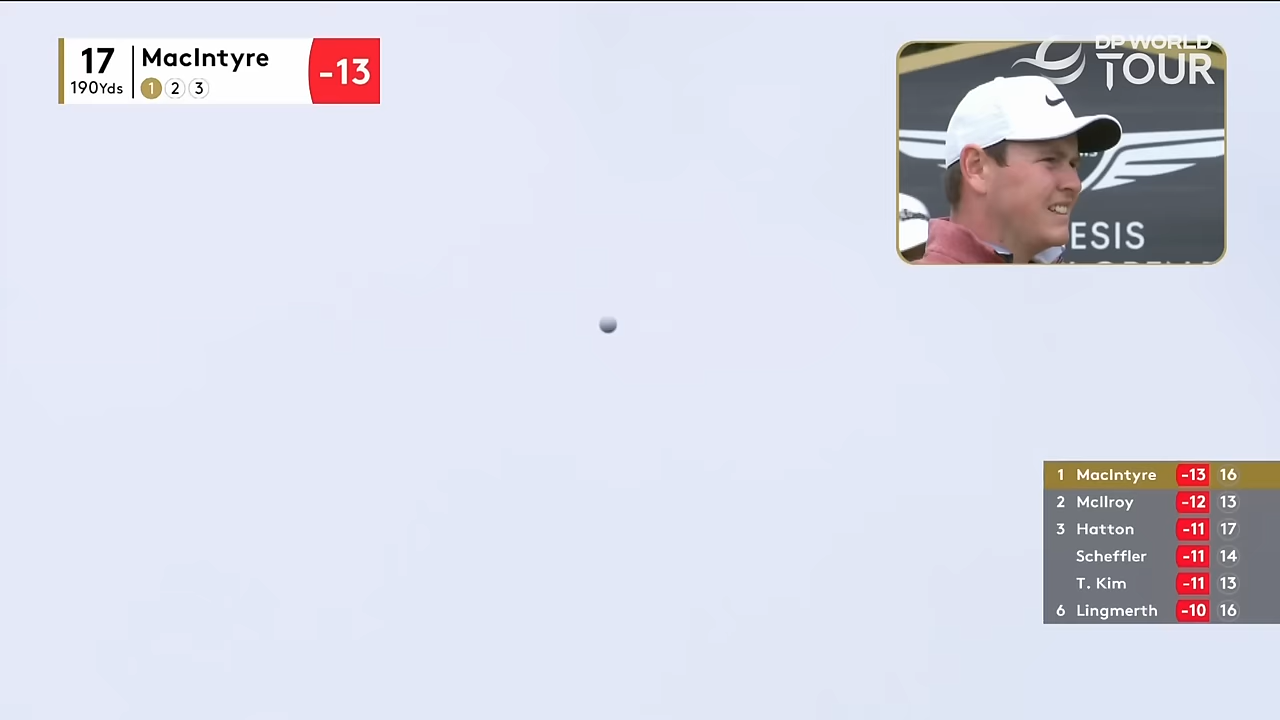 17
190Yds
MacIntyre
1 2 3
-13
DP WORLD
TOUR
ESIS
1 MacIntyre -13 16
2 McIlroy -12 13
3 Hatton -11 17
Scheffler -11 14
T. Kim -11 13
6 Lingmerth -10 16